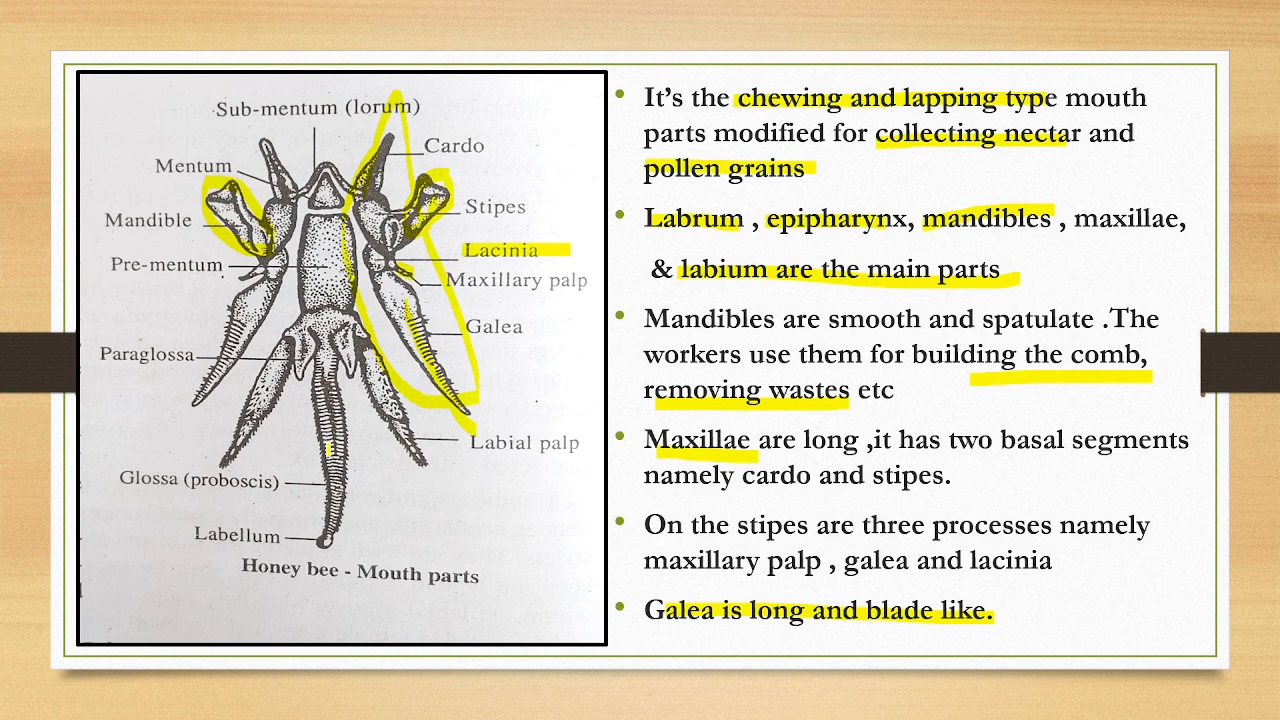 Sub-mentum (lorum)
Cardo
Mentum
Stipes
Mandible
Lacinia
Pre-mentum
Maxillary palp
Galea
Paraglossa
Labial palp
Glossa (proboscis)
Labellum
Honey bee - Mouth parts
• It's the chewing and lapping type mouth
parts modified for collecting nectar and
pollen grains
• Labrum , epipharynx, mandibles , maxillae,
& labium are the main parts
• Mandibles are smooth and spatulate .The
workers use them for building the comb,
removing wastes etc
• Maxillae are long ,it has two basal segments
namely cardo and stipes.
• On the stipes are three processes namely
maxillary palp , galea and lacinia
• Galea is long and blade like.